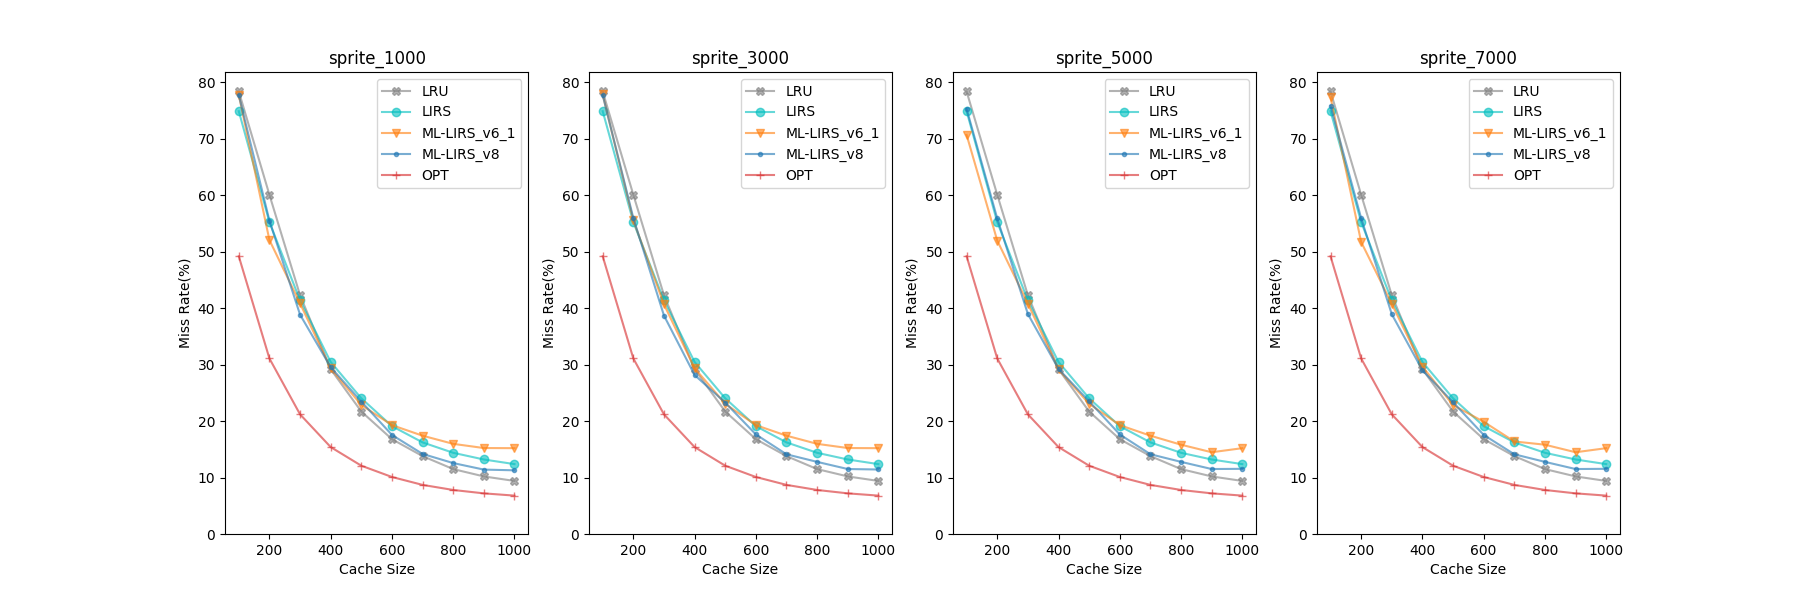 sprite_1000
Miss Rate(%)
80
70
60
50
40
30
20
10
0
200 400 600 800 1000
Cache Size
LRU
LIRS
ML-LIRS_v6_1
ML-LIRS_v8
OPT
sprite_3000
Miss Rate(%)
80
70
60
50
40
30
20
10
0
200 400 600 800 1000
Cache Size
LRU
LIRS
ML-LIRS_v6_1
ML-LIRS_v8
OPT
sprite_5000
Miss Rate(%)
80
70
60
50
40
30
20
10
0
200 400 600 800 1000
Cache Size
LRU
LIRS
ML-LIRS_v6_1
ML-LIRS_v8
OPT
sprite_7000
Miss Rate(%)
80
70
60
50
40
30
20
10
0
200 400 600 800 1000
Cache Size
LRU
LIRS
ML-LIRS_v6_1
ML-LIRS_v8
OPT